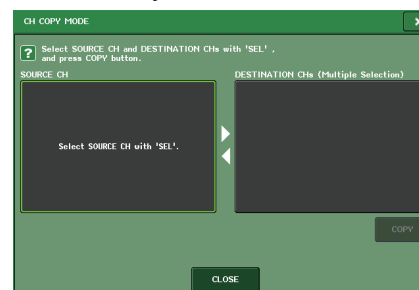 CH COPY MODE
Select SOURCE CH and DESTINATION CHs with 'SEL' ,
and press COPY button.
SOURCE CH
DESTINATION CHs (Multiple Selection)
Select SOURCE CH with 'SEL'.
COPY
CLOSE